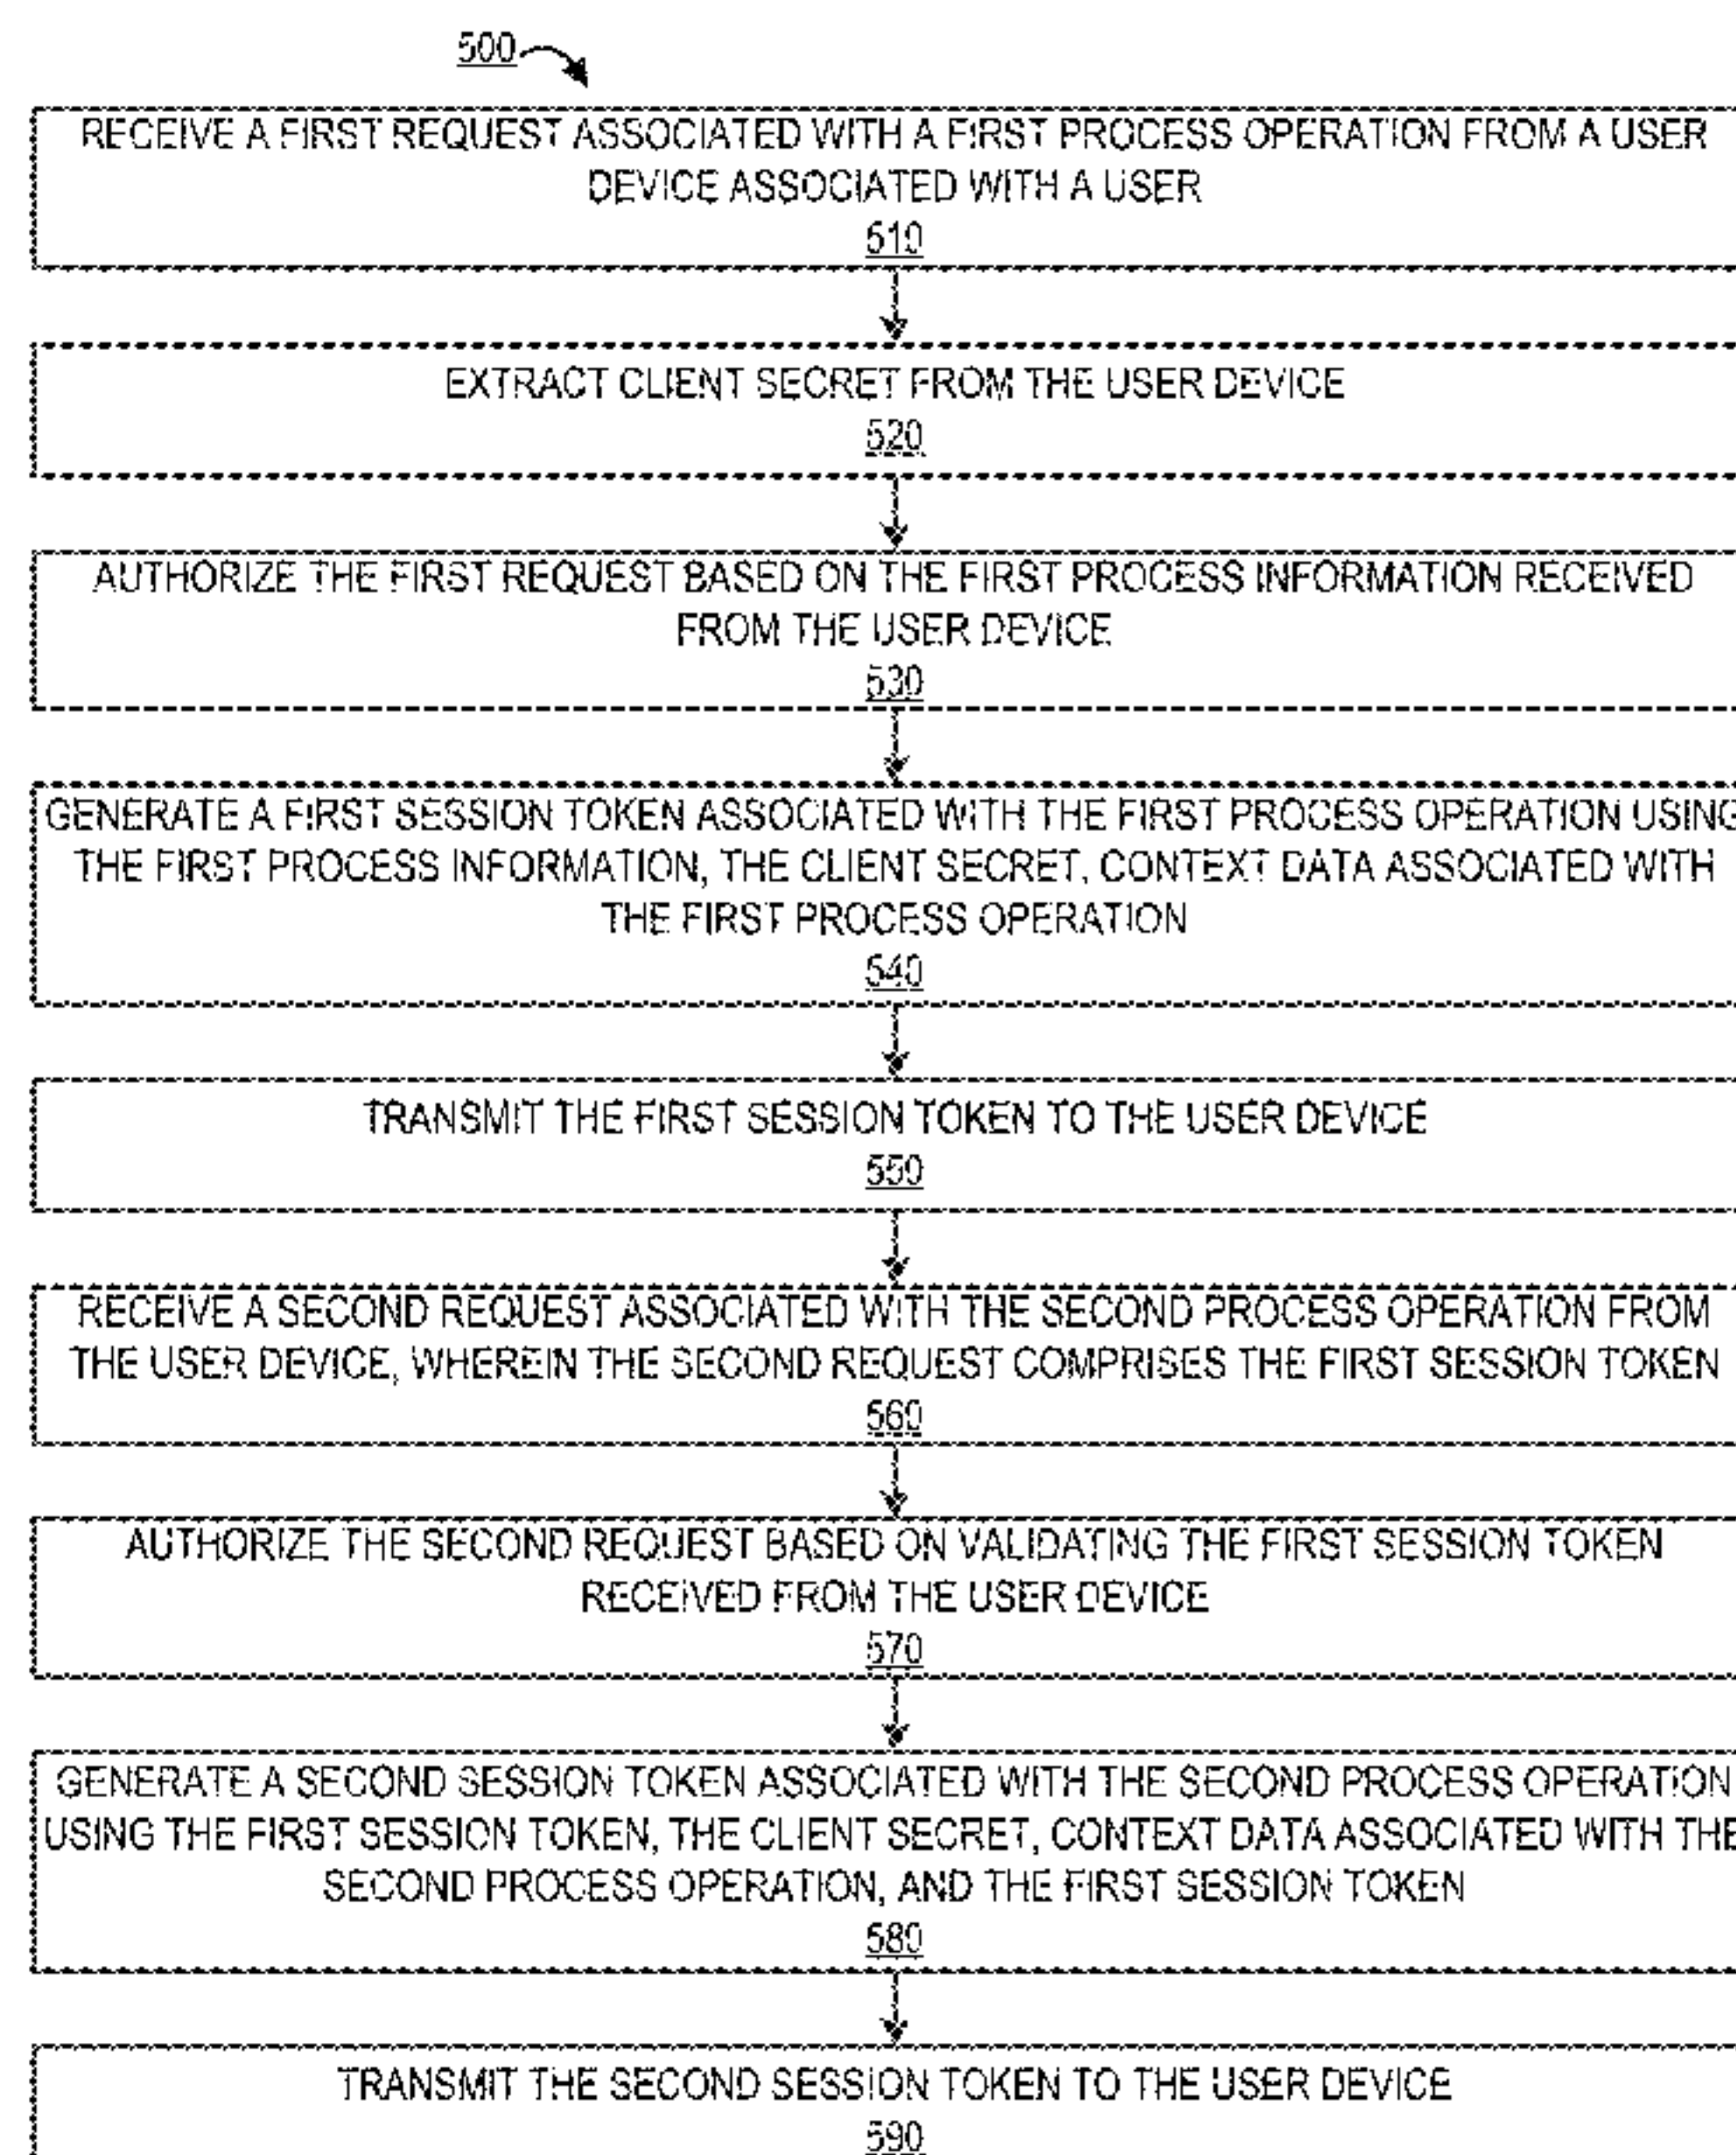 500
RECEIVE A FIRST REQUEST ASSOCIATED WITH A FIRST PROCESS OPERATION FROM A USER
DEVICE ASSOCIATED WITH A USER
510
EXTRACT CLIENT SECRET FROM THE USER DEVICE
520
AUTHORIZE THE FIRST REQUEST BASED ON THE FIRST PROCESS INFORMATION RECEIVED
FROM THE USER DEVICE
530
GENERATE A FIRST SESSION TOKEN ASSOCIATED WITH THE FIRST PROCESS OPERATION USING
THE FIRST PROCESS INFORMATION, THE CLIENT SECRET, CONTEXT DATA ASSOCIATED WITH
THE FIRST PROCESS OPERATION
540
TRANSMIT THE FIRST SESSION TOKEN TO THE USER DEVICE
550
RECEIVE A SECOND REQUEST ASSOCIATED WITH THE SECOND PROCESS OPERATION FROM
THE USER DEVICE, WHEREIN THE SECOND REQUEST COMPRISES THE FIRST SESSION TOKEN
560
AUTHORIZE THE SECOND REQUEST BASED ON VALIDATING THE FIRST SESSION TOKEN
RECEIVED FROM THE USER DEVICE
570
GENERATE A SECOND SESSION TOKEN ASSOCIATED WITH THE SECOND PROCESS OPERATION
USING THE FIRST SESSION TOKEN, THE CLIENT SECRET, CONTEXT DATA ASSOCIATED WITH THE
SECOND PROCESS OPERATION, AND THE FIRST SESSION TOKEN
580
TRANSMIT THE SECOND SESSION TOKEN TO THE USER DEVICE
590